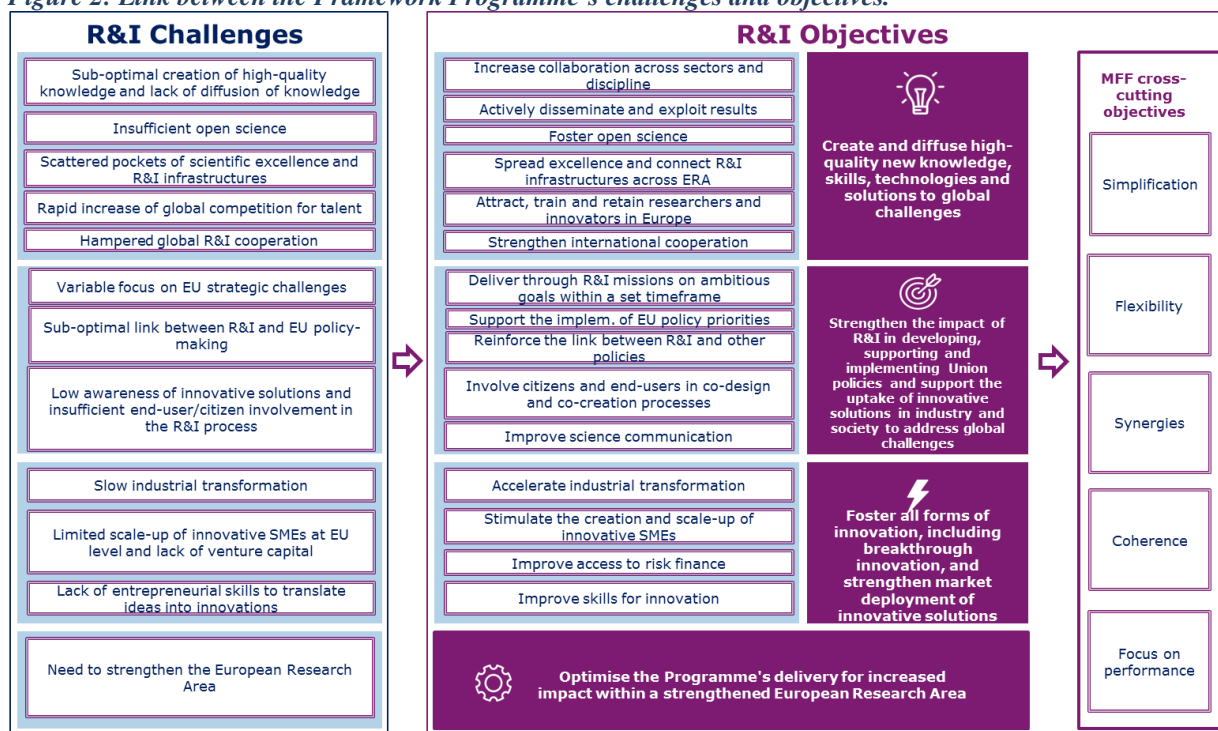 Figure 2: Link between the Framework Programme's challenges and objectives.
R&I Challenges
Sub-optimal creation of high-quality
knowledge and lack of diffusion of knowledge
Insufficient open science
Scattered pockets of scientific excellence and
R&I infrastructures
Rapid increase of global competition for talent
Hampered global R&I cooperation
Variable focus on EU strategic challenges
Sub-optimal link between R&I and EU policy-
making
Low awareness of innovative solutions and
insufficient end-user/citizen involvement in
the R&I process
Slow industrial transformation
Limited scale-up of innovative SMEs at EU
level and lack of venture capital
Lack of entrepreneurial skills to translate
ideas into innovations
Need to strengthen the European Research
Area
R&I Objectives
Increase collaboration across sectors and
discipline
Actively disseminate and exploit results
Foster open science
Spread excellence and connect R&I
infrastructures across ERA
Attract, train and retain researchers and
innovators in Europe
Strengthen international cooperation
Create and diffuse high-
quality new knowledge,
skills, technologies and
solutions to global
challenges
Deliver through R&I missions on ambitious
goals within a set timeframe
Support the implem. of EU policy priorities
Reinforce the link between R&I and other
policies
Involve citizens and end-users in co-design
and co-creation processes
Improve science communication
Strengthen the impact of
R&I in developing,
supporting and
implementing Union
policies and support the
uptake of innovative
solutions in industry and
society to address global
challenges
Accelerate industrial transformation
Stimulate the creation and scale-up of
innovative SMEs
Improve access to risk finance
Improve skills for innovation
Foster all forms of
innovation, including
breakthrough
innovation, and
strengthen market
deployment of
innovative solutions
Optimise the Programme's delivery for increased
impact within a strengthened European Research Area
MFF cross-
cutting
objectives
Simplification
Flexibility
Synergies
Coherence
Focus on
performance